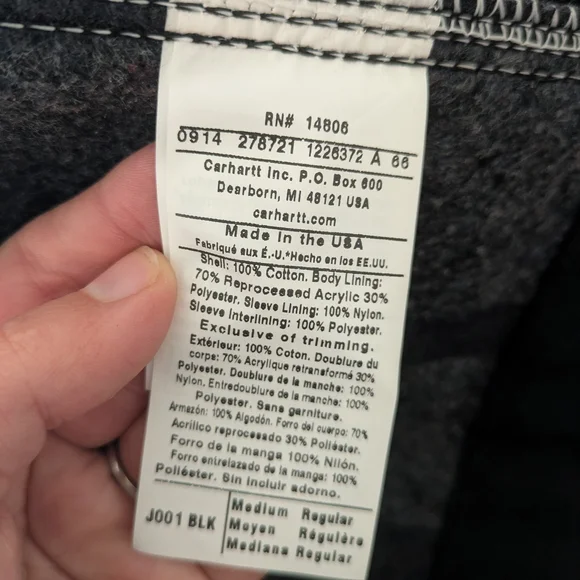 RN# 14806
0914 278721 1226372 A 66
Carhartt Inc. P.O. Box 600
Dearborn, MI 48121 USA
carhartt.com
Made in the USA
Fabriqué aux É.-U.*Hecho en los EE.UU.
Shell: 100% Cotton. Body Lining:
70% Reprocessed Acrylic 30%
Polyester. Sleeve Lining: 100% Nylon.
Sleeve Interlining: 100% Polyester.
Exclusive of trimming.
Extérieur: 100% Coton. Doublure du
corps: 70% Acrylique retransformé 30%
Polyester. Doublure de la manche: 100%
Nylon. Entredoublure de la manche: 100%
Polyester. Sans garniture.
Armazón: 100% Algodón. Forro del cuerpo: 70%
Acrílico reprocesado 30% Poliéster.
Forro de la manga 100% Nilón.
Forro entrelazado de la manga: 100%
Poliéster. Sin incluir adorno.
J001 BLK
Medium Regular
Moyen Régulère
Mediana Regular